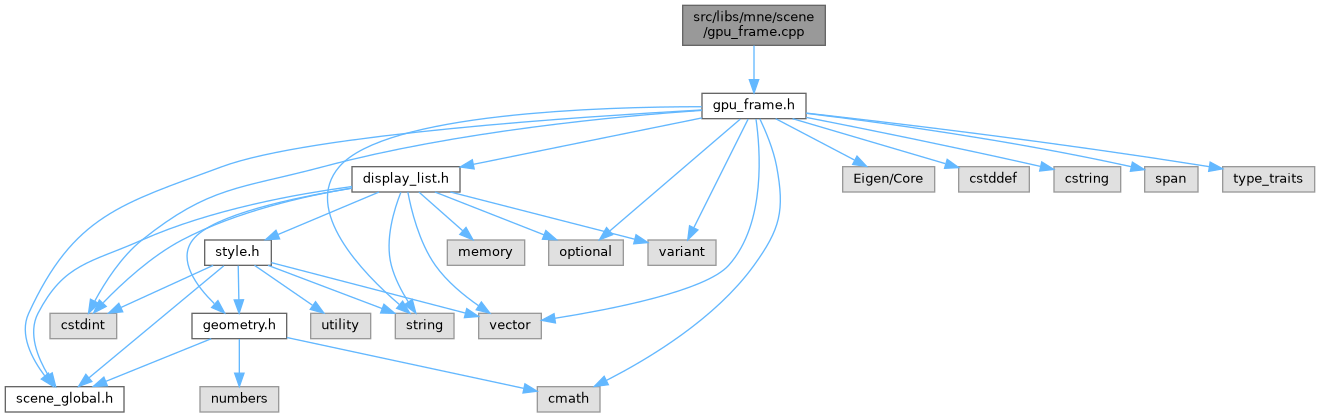 src/libs/mne/scene
/gpu_frame.cpp
gpu_frame.h
display_list.h
Eigen/Core
cstddef
cstring
span
type_traits
style.h
memory
optional
variant
cstdint
geometry.h
utility
string
vector
scene_global.h
numbers
cmath